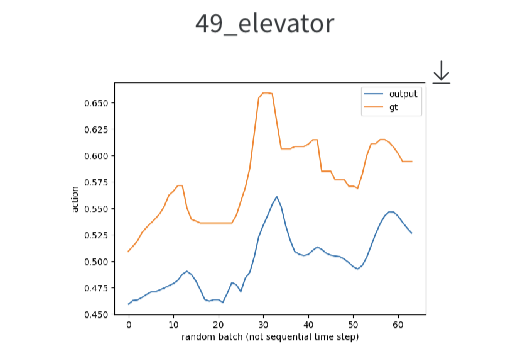 49_elevator
output
gt
0.650
0.625
0.600
0.575
0.550
0.525
0.500
0.475
0.450
action
0 10 20 30 40 50 60
random batch (not sequential time step)